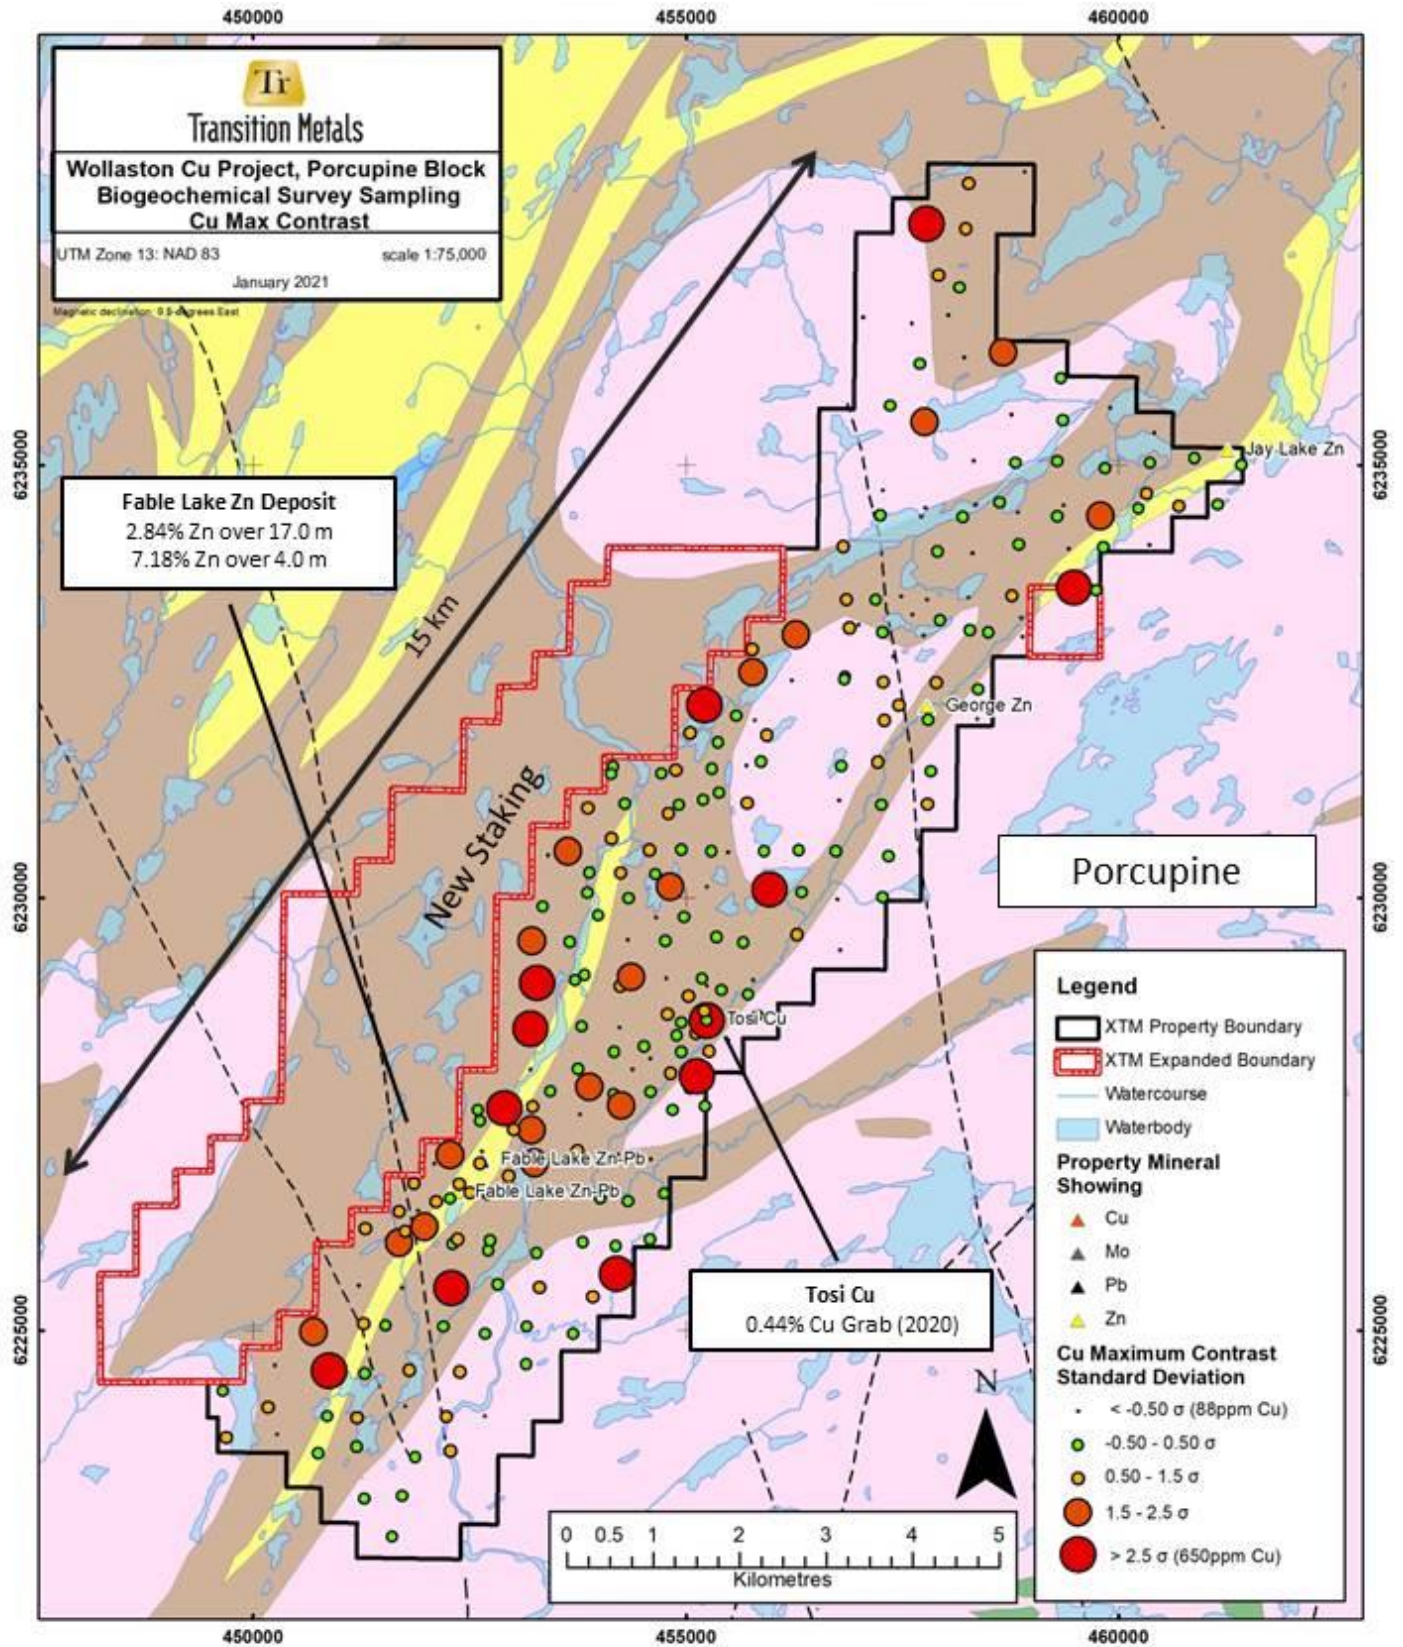 450000
455000
460000
Tr
Transition Metals
Wollaston Cu Project, Porcupine Block
Biogeochemical Survey Sampling
Cu Max Contrast
UTM Zone 13: NAD 83
scale 1:75,000
January 2021
Magnetic declination: 9.9 degrees East
6235000
6235000
Jay Lake Zn
Fable Lake Zn Deposit
2.84% Zn over 17.0 m
7.18% Zn over 4.0 m
15 km
George Zn
New Staking
Porcupine
6230000
6230000
Tosi Cu
Fable Lake Zn-Pb
Fable Lake Zn-Pb
Tosi Cu
0.44% Cu Grab (2020)
6225000
6225000
Legend
XTM Property Boundary
XTM Expanded Boundary
Watercourse
Waterbody
Property Mineral
Showing
Cu
Mo
Pb
Zn
Cu Maximum Contrast
Standard Deviation
< -0.50 σ (88ppm Cu)
-0.50 - 0.50 σ
0.50 - 1.5 σ
1.5 - 2.5 σ
> 2.5 σ (650ppm Cu)
N
0 0.5 1 2 3 4 5
Kilometres
450000
455000
460000